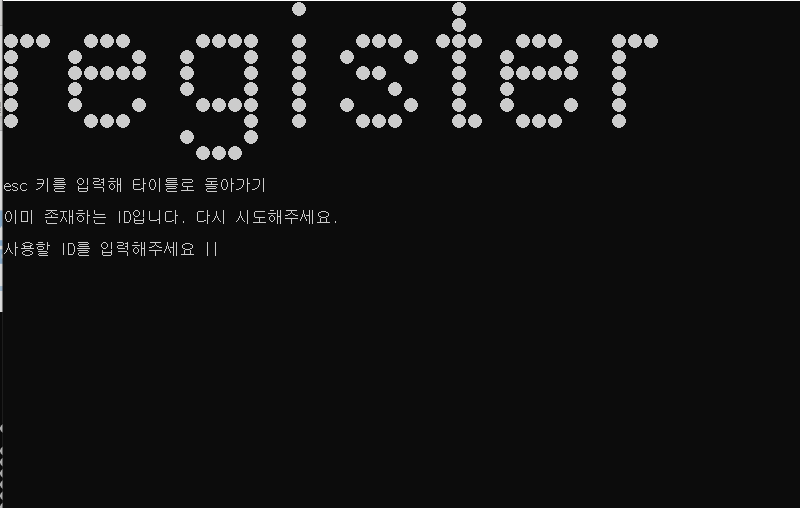 register
esc 키를 입력해 타이틀로 돌아가기
이미 존재하는 ID입니다. 다시 시도해주세요.
사용할 ID를 입력해주세요 ||